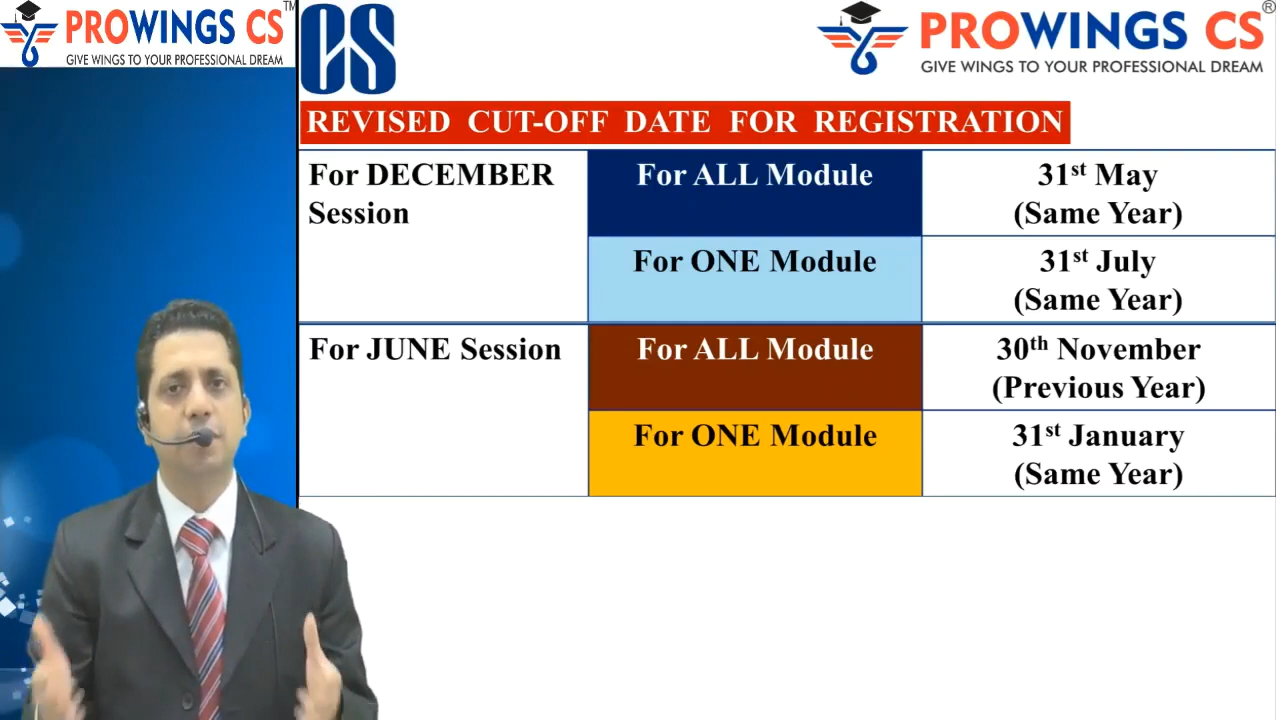 PROWINGS CS™
GIVE WINGS TO YOUR PROFESSIONAL DREAM
CS
PROWINGS CS®
GIVE WINGS TO YOUR PROFESSIONAL DREAM
REVISED CUT-OFF DATE FOR REGISTRATION
For DECEMBER
Session
For ALL Module
31st May
(Same Year)
For ONE Module
31st July
(Same Year)
For JUNE Session
For ALL Module
30th November
(Previous Year)
For ONE Module
31st January
(Same Year)